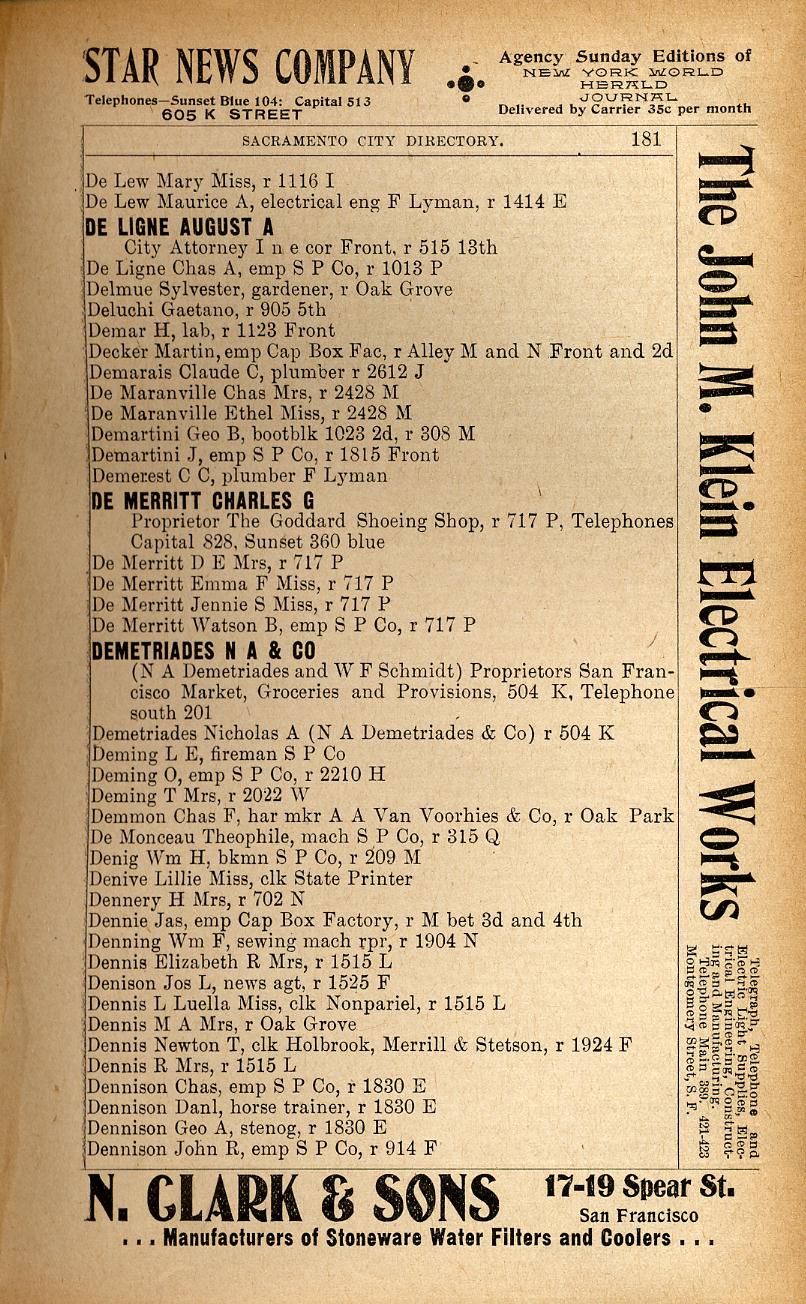 STAR NEWS COMPANY
Telephones—Sunset Blue 104: Capital 513
605 K STREET
Agency Sunday Editions of
NEW YORK WORLD
HERALD
JOURNAL
Delivered by Carrier 35c per month
SACRAMENTO CITY DIRECTORY. 181
De Lew Mary Miss, r 1116 I
De Lew Maurice A, electrical eng F Lyman, r 1414 E
DE LIGNE AUGUST A
City Attorney I n e cor Front, r 515 13th
De Ligne Chas A, emp S P Co, r 1013 P
Delmue Sylvester, gardener, r Oak Grove
Deluchi Gaetano, r 905 5th
Demar H, lab, r 1123 Front
Decker Martin, emp Cap Box Fac, r Alley M and N Front and 2d
Demarais Claude C, plumber r 2612 J
De Maranville Chas Mrs, r 2428 M
De Maranville Ethel Miss, r 2428 M
Demartini Geo B, bootblk 1023 2d, r 308 M
Demartini J, emp S P Co, r 1815 Front
Demerest C C, plumber F Lyman
DE MERRITT CHARLES G
Proprietor The Goddard Shoeing Shop, r 717 P, Telephones
Capital 828, Sunset 360 blue
De Merritt D E Mrs, r 717 P
De Merritt Emma F Miss, r 717 P
De Merritt Jennie S Miss, r 717 P
De Merritt Watson B, emp S P Co, r 717 P
DEMETRIADES N A & CO
(N A Demetriades and W F Schmidt) Proprietors San Fran-
cisco Market, Groceries and Provisions, 504 K, Telephone
south 201
Demetriades Nicholas A (N A Demetriades & Co) r 504 K
Deming L E, fireman S P Co
Deming O, emp S P Co, r 2210 H
Deming T Mrs, r 2022 W
Demmon Chas F, har mkr A A Van Voorhies & Co, r Oak Park
De Monceau Theophile, mach S P Co, r 315 Q
Denig Wm H, bkmn S P Co, r 209 M
Denive Lillie Miss, clk State Printer
Dennery H Mrs, r 702 N
Dennie Jas, emp Cap Box Factory, r M bet 3d and 4th
Denning Wm F, sewing mach rpr, r 1904 N
Dennis Elizabeth R Mrs, r 1515 L
Denison Jos L, news agt, r 1525 F
Dennis L Luella Miss, clk Nonpariel, r 1515 L
Dennis M A Mrs, r Oak Grove
Dennis Newton T, clk Holbrook, Merrill & Stetson, r 1924 F
Dennis R Mrs, r 1515 L
Dennison Chas, emp S P Co, r 1830 E
Dennison Danl, horse trainer, r 1830 E
Dennison Geo A, stenog, r 1830 E
Dennison John R, emp S P Co, r 914 F
The John M. Klein Electrical Works
Telegraph, Telephone and
Electric Light Supplies, Elec-
trical Engineering, Construct-
ing and Manufacturing.
Telephone Main 389. 421-423
Montgomery Street, S. F.
N. CLARK & SONS
17-19 Spear St.
San Francisco
. . . Manufacturers of Stoneware Water Filters and Coolers . . .